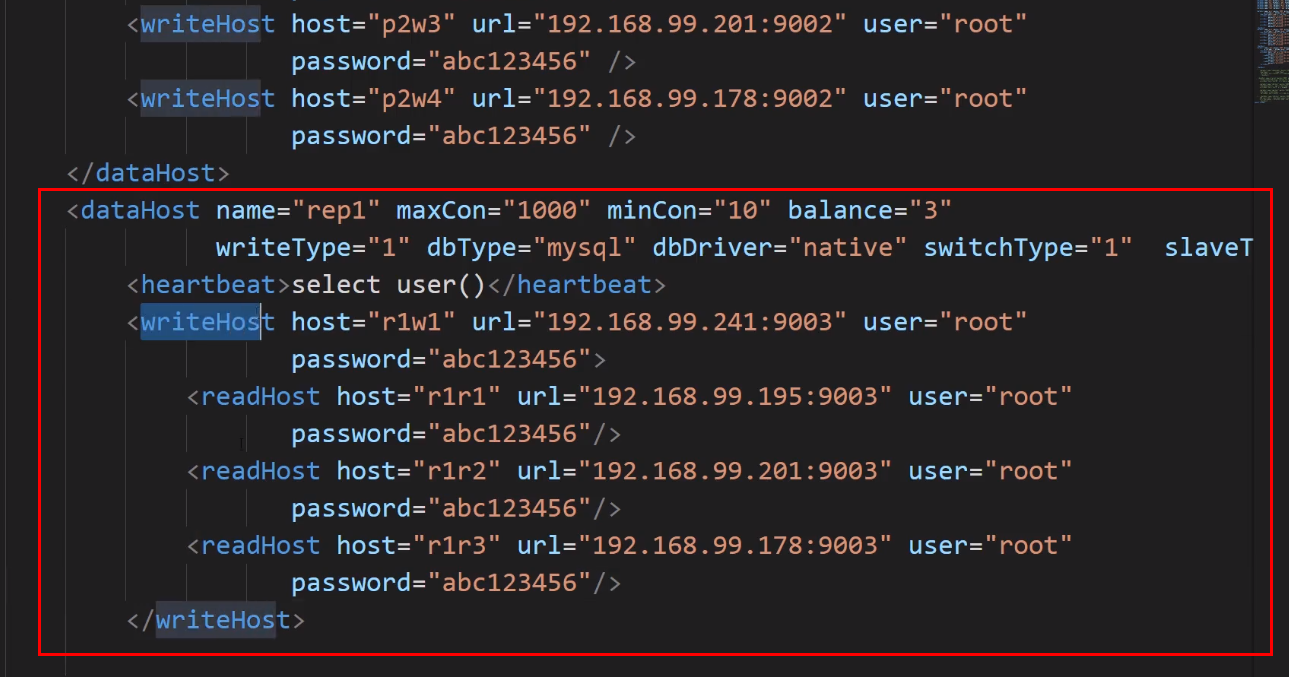 <writeHost host="p2w3" url="192.168.99.201:9002" user="root"
password="abc123456" />
<writeHost host="p2w4" url="192.168.99.178:9002" user="root"
password="abc123456" />
</dataHost>
<dataHost name="rep1" maxCon="1000" minCon="10" balance="3"
writeType="1" dbType="mysql" dbDriver="native" switchType="1"  slaveT
<heartbeat>select user()</heartbeat>
<writeHost host="r1w1" url="192.168.99.241:9003" user="root"
password="abc123456">
<readHost host="r1r1" url="192.168.99.195:9003" user="root"
password="abc123456"/>
<readHost host="r1r2" url="192.168.99.201:9003" user="root"
password="abc123456"/>
<readHost host="r1r3" url="192.168.99.178:9003" user="root"
password="abc123456"/>
</writeHost>